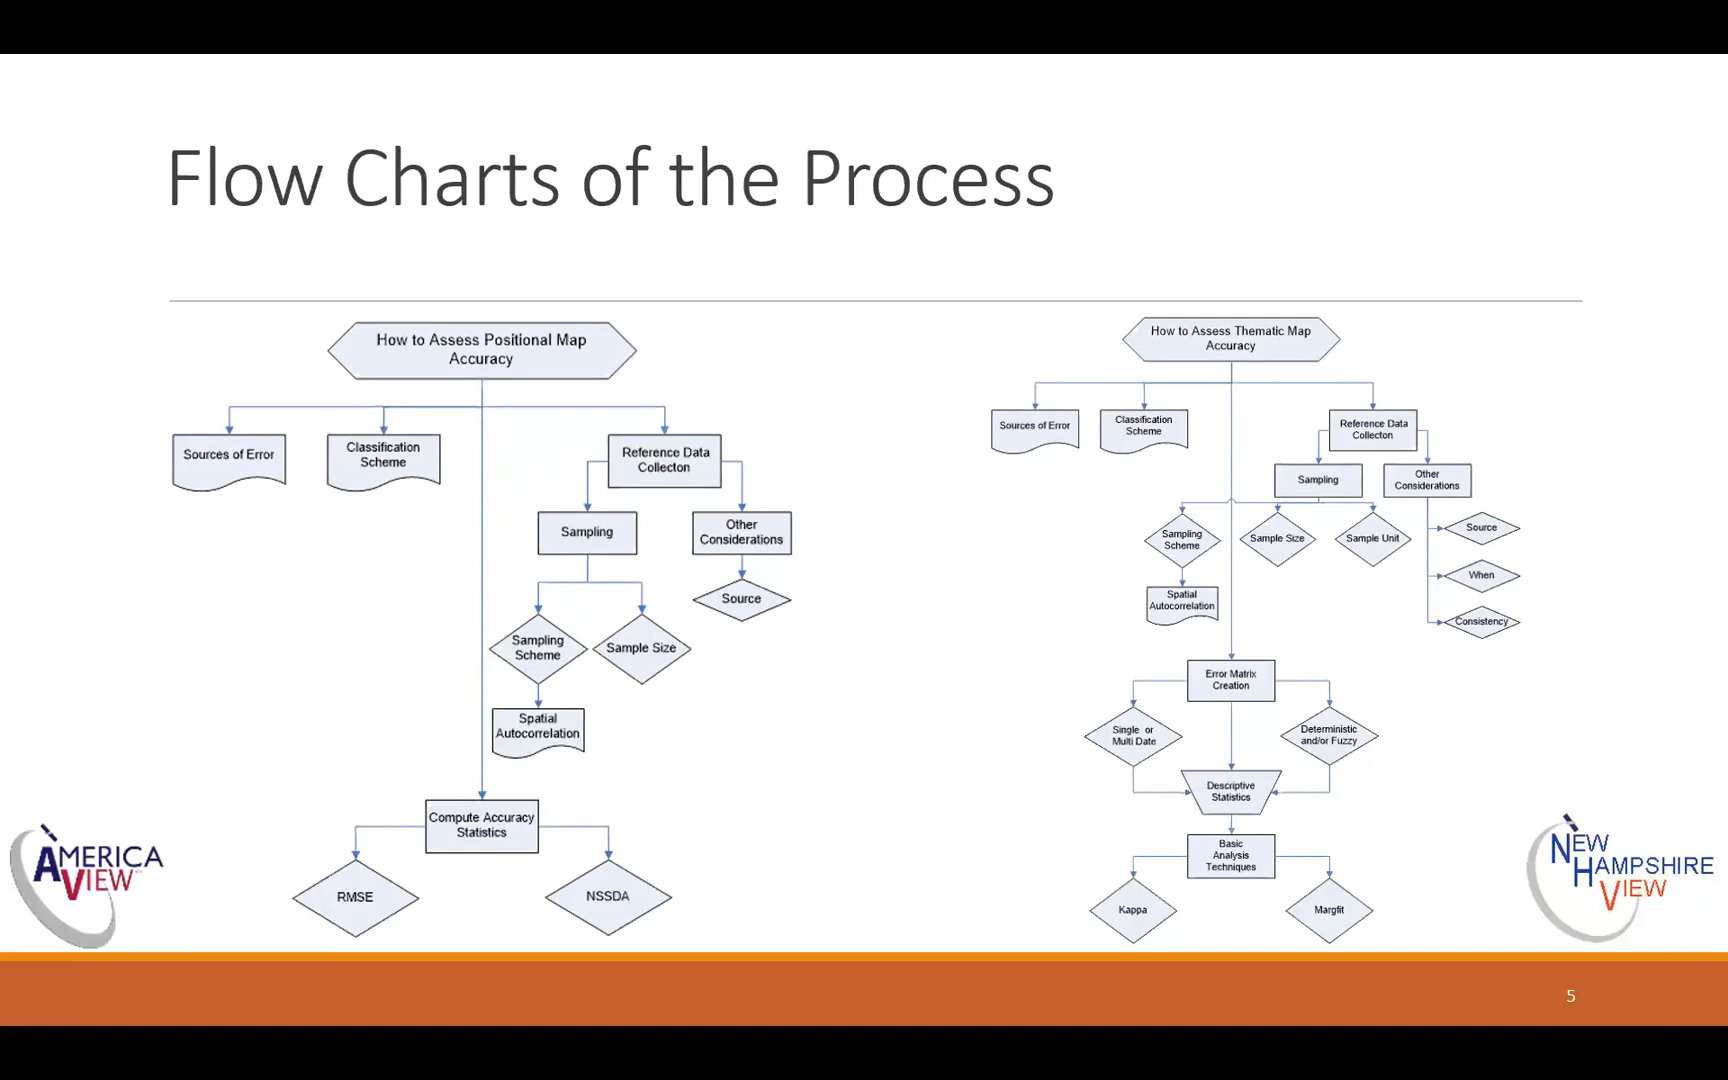 Flow Charts of the Process
How to Assess Positional Map
Accuracy
Sources of Error
Classification
Scheme
Reference Data
Collecton
Sampling
Other
Considerations
Source
Sampling
Scheme
Sample Size
Spatial
Autocorrelation
Compute Accuracy
Statistics
RMSE
NSSDA
How to Assess Thematic Map
Accuracy
Sources of Error
Classification
Scheme
Reference Data
Collecton
Sampling
Other
Considerations
Sampling
Scheme
Sample Size
Sample Unit
Source
When
Consistency
Spatial
Autocorrelation
Error Matrix
Creation
Single or
Multi Date
Deterministic
and/or Fuzzy
Descriptive
Statistics
Basic
Analysis
Techniques
Kappa
Margfit
AMERICA
VIEW
NEW
HAMPSHIRE
VIEW
5